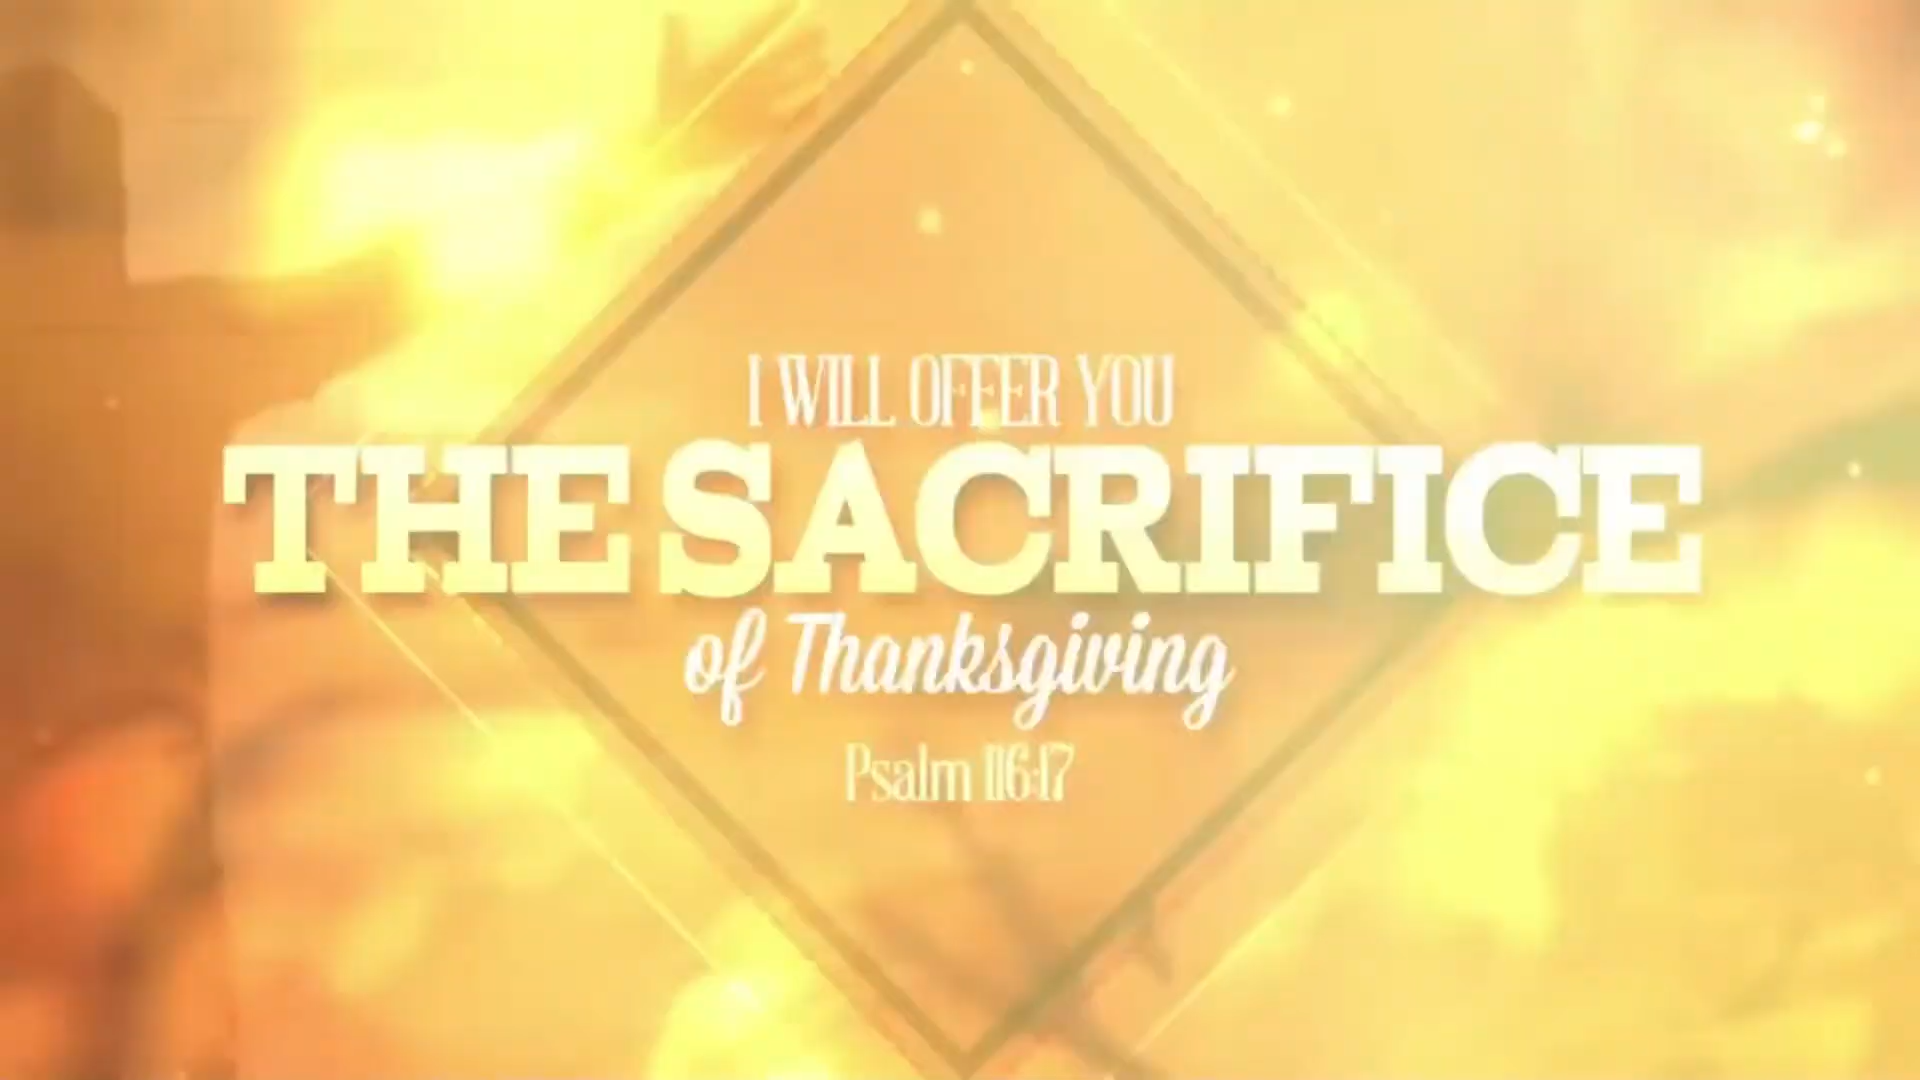 I WILL OFFER YOU
THE SACRIFICE
of Thanksgiving
Psalm 116:17